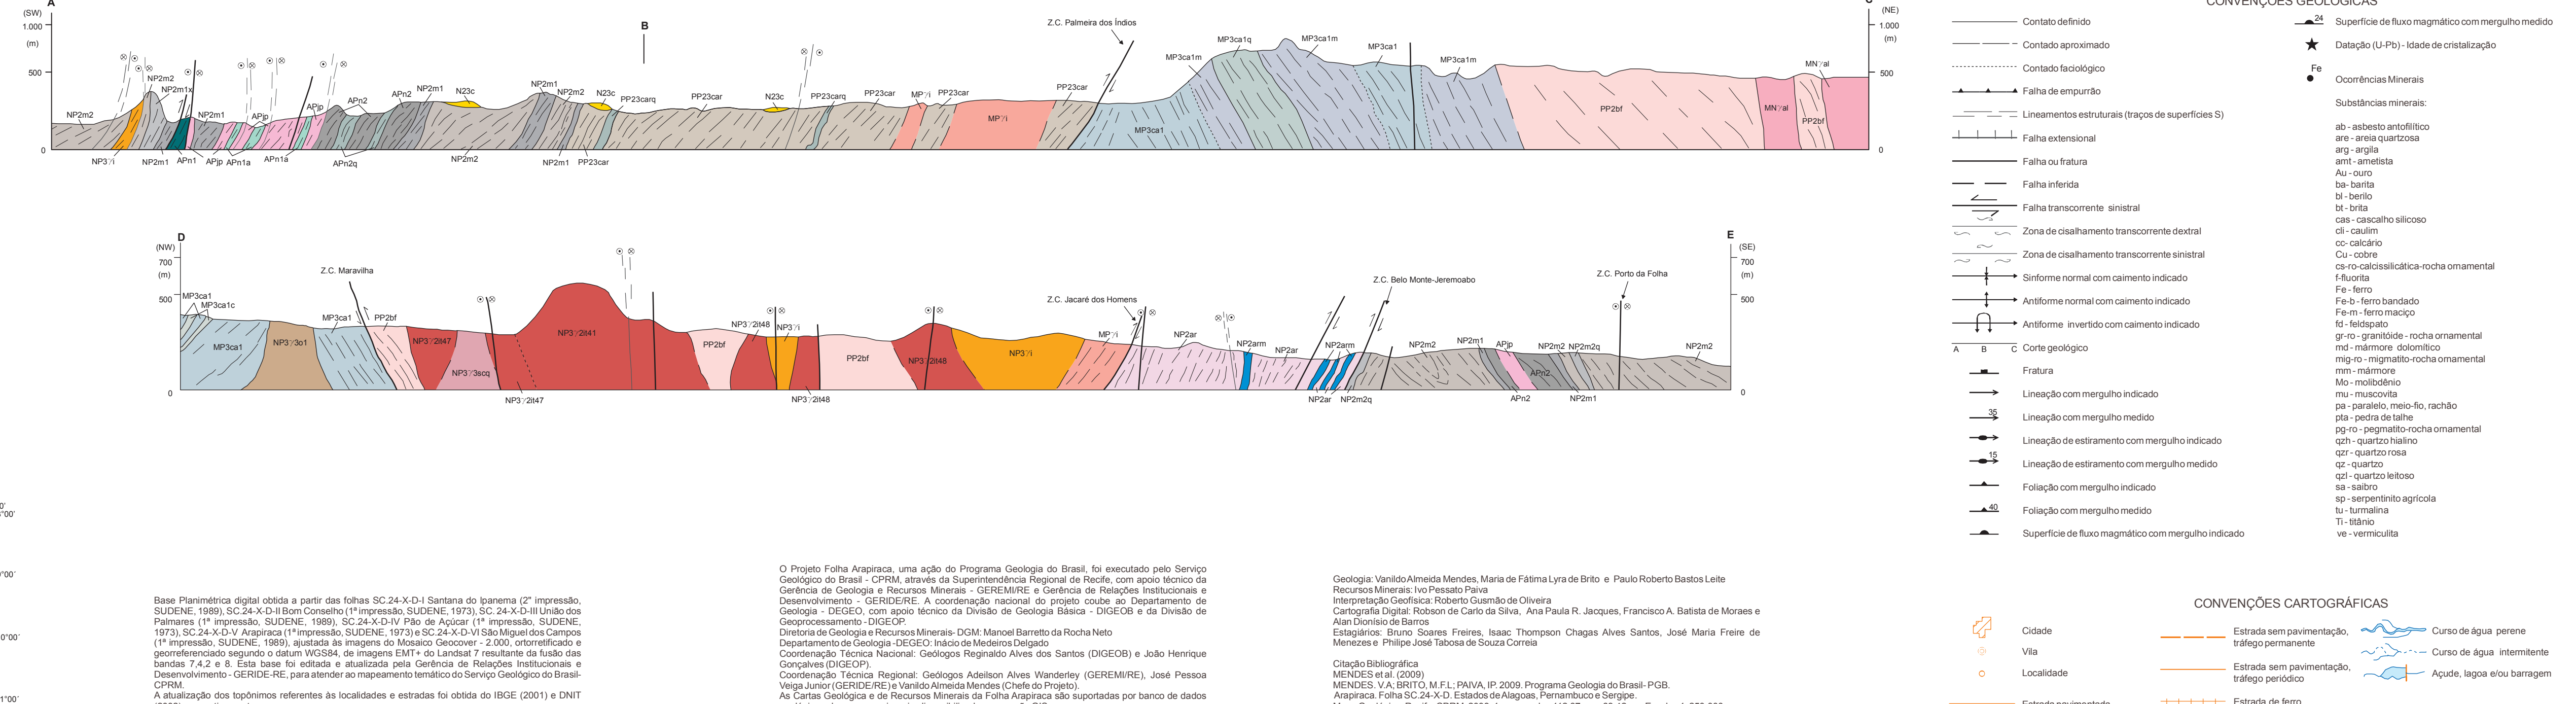 A
(SW)
1.000
(m)
500
0
B
(NE)
1.000
(m)
500
0
Z.C. Palmeira dos Índios
NP2m2
NP2m2
NP2m1x
NP2m1
APjp
APjp
APn2
APn2
NP2m1
N23c
NP2m1
NP2m2
N23c
PP23carq
PP23car
N23c
PP23carq
PP23car
PP23car
PP23car
MP3ca1m
MP3ca1q
MP3ca1m
MP3ca1
MP3ca1m
MP3ca1
PP2bf
PP2bf
NP2m1
APn1
APjp
APn1a
APn1a
APn2q
NP2m2
NP2m1
PP23car
D
(NW)
700
(m)
500
0
E
(SE)
700
(m)
500
0
Z.C. Maravilha
Z.C. Jacaré dos Homens
Z.C. Belo Monte-Jeremoabo
Z.C. Porto da Folha
MP3ca1
MP3ca1c
MP3ca1
MP3ca1
PP2bf
PP2bf
PP2bf
NP2ar
NP2arm
NP2ar
NP2arm
NP2m2
NP2m1
APjp
APn2
NP2m2
NP2m2q
NP2m2
NP2ar
NP2m2q
APn2
NP2m1
CONVENÇÕES GEOLÓGICAS
Contato definido
Contado aproximado
Contado faciológico
Falha de empurrão
Lineamentos estruturais (traços de superfícies S)
Falha extensional
Falha ou fratura
Falha inferida
Falha transcorrente sinistral
Zona de cisalhamento transcorrente dextral
Zona de cisalhamento transcorrente sinistral
Sinforme normal com caimento indicado
Antiforme normal com caimento indicado
Antiforme invertido com caimento indicado
A B C Corte geológico
Fratura
Lineação com mergulho indicado
35 Lineação com mergulho medido
Lineação de estiramento com mergulho indicado
15 Lineação de estiramento com mergulho medido
Foliação com mergulho indicado
40 Foliação com mergulho medido
Superfície de fluxo magmático com mergulho indicado
24 Superfície de fluxo magmático com mergulho medido
Datação (U-Pb) - Idade de cristalização
Fe
Ocorrências Minerais
Substâncias minerais:
ab - asbesto antofilítico
are - areia quartzosa
arg - argila
amt - ametista
Au - ouro
ba- barita
bl - berilo
bt - brita
cas - cascalho silicoso
cli - caulim
cc- calcário
Cu - cobre
cs-ro-calcissilicática-rocha ornamental
f-fluorita
Fe - ferro
Fe-b - ferro bandado
Fe-m - ferro maciço
fd - feldspato
gr-ro - granitóide - rocha ornamental
md - mármore dolomítico
mig-ro - migmatito-rocha ornamental
mm - mármore
Mo - molibdênio
mu - muscovita
pa - paralelo, meio-fio, rachão
pta - pedra de talhe
pg-ro - pegmatito-rocha ornamental
qzh - quartzo hialino
qzr - quartzo rosa
qz - quartzo
qzl - quartzo leitoso
sa - saibro
sp - serpentinito agrícola
tu - turmalina
Ti - titânio
ve - vermiculita
Base Planimétrica digital obtida a partir das folhas SC.24-X-D-I Santana do Ipanema (2ª impressão,
SUDENE, 1989), SC.24-X-D-II Bom Conselho (1ª impressão, SUDENE, 1973), SC. 24-X-D-III União dos
Palmares (1ª impressão, SUDENE, 1989), SC.24-X-D-IV Pão de Açúcar (1ª impressão, SUDENE,
1973), SC.24-X-D-V Arapiraca (1ª impressão, SUDENE, 1973) e SC.24-X-D-VI São Miguel dos Campos
(1ª impressão, SUDENE, 1989), ajustada às imagens do Mosaico Geocover - 2.000, ortorretificado e
georreferenciado segundo o datum WGS84, de imagens EMT+ do Landsat 7 resultante da fusão das
bandas 7,4,2 e 8. Esta base foi editada e atualizada pela Gerência de Relações Institucionais e
Desenvolvimento - GERIDE-RE, para atender ao mapeamento temático do Serviço Geológico do Brasil-
CPRM.
A atualização dos topônimos referentes às localidades e estradas foi obtida do IBGE (2001) e DNIT
O Projeto Folha Arapiraca, uma ação do Programa Geologia do Brasil, foi executado pelo Serviço
Geológico do Brasil - CPRM, através da Superintendência Regional de Recife, com apoio técnico da
Gerência de Geologia e Recursos Minerais - GEREMI/RE e Gerência de Relações Institucionais e
Desenvolvimento - GERIDE/RE. A coordenação nacional do projeto coube ao Departamento de
Geologia - DEGEO, com apoio técnico da Divisão de Geologia Básica - DIGEOB e da Divisão de
Geoprocessamento - DIGEOP.
Diretoria de Geologia e Recursos Minerais- DGM: Manoel Barretto da Rocha Neto
Departamento de Geologia -DEGEO: Inácio de Medeiros Delgado
Coordenação Técnica Nacional: Geólogos Reginaldo Alves dos Santos (DIGEOB) e João Henrique
Gonçalves (DIGEOP).
Coordenação Técnica Regional: Geólogos Adeilson Alves Wanderley (GEREMI/RE), José Pessoa
Veiga Junior (GERIDE/RE) e Vanildo Almeida Mendes (Chefe do Projeto).
As Cartas Geológica e de Recursos Minerais da Folha Arapiraca são suportadas por banco de dados
Geologia: Vanildo Almeida Mendes, Maria de Fátima Lyra de Brito e Paulo Roberto Bastos Leite
Recursos Minerais: Ivo Pessato Paiva
Interpretação Geofísica: Roberto Gusmão de Oliveira
Cartografia Digital: Robson de Carlo da Silva, Ana Paula R. Jacques, Francisco A. Batista de Moraes e
Alan Dionísio de Barros
Estagiários: Bruno Soares Freires, Isaac Thompson Chagas Alves Santos, José Maria Freire de
Menezes e Philipe José Tabosa de Souza Correia
Citação Bibliográfica
MENDES et al. (2009)
MENDES. V.A; BRITO, M.F.L; PAIVA, IP. 2009. Programa Geologia do Brasil- PGB.
Arapiraca. Folha SC.24-X-D. Estados de Alagoas, Pernambuco e Sergipe.
CONVENÇÕES CARTOGRÁFICAS
Cidade
Vila
Localidade
Estrada sem pavimentação,
tráfego permanente
Estrada sem pavimentação,
tráfego periódico
Estrada de ferro
Curso de água perene
Curso de água intermitente
Açude, lagoa e/ou barragem